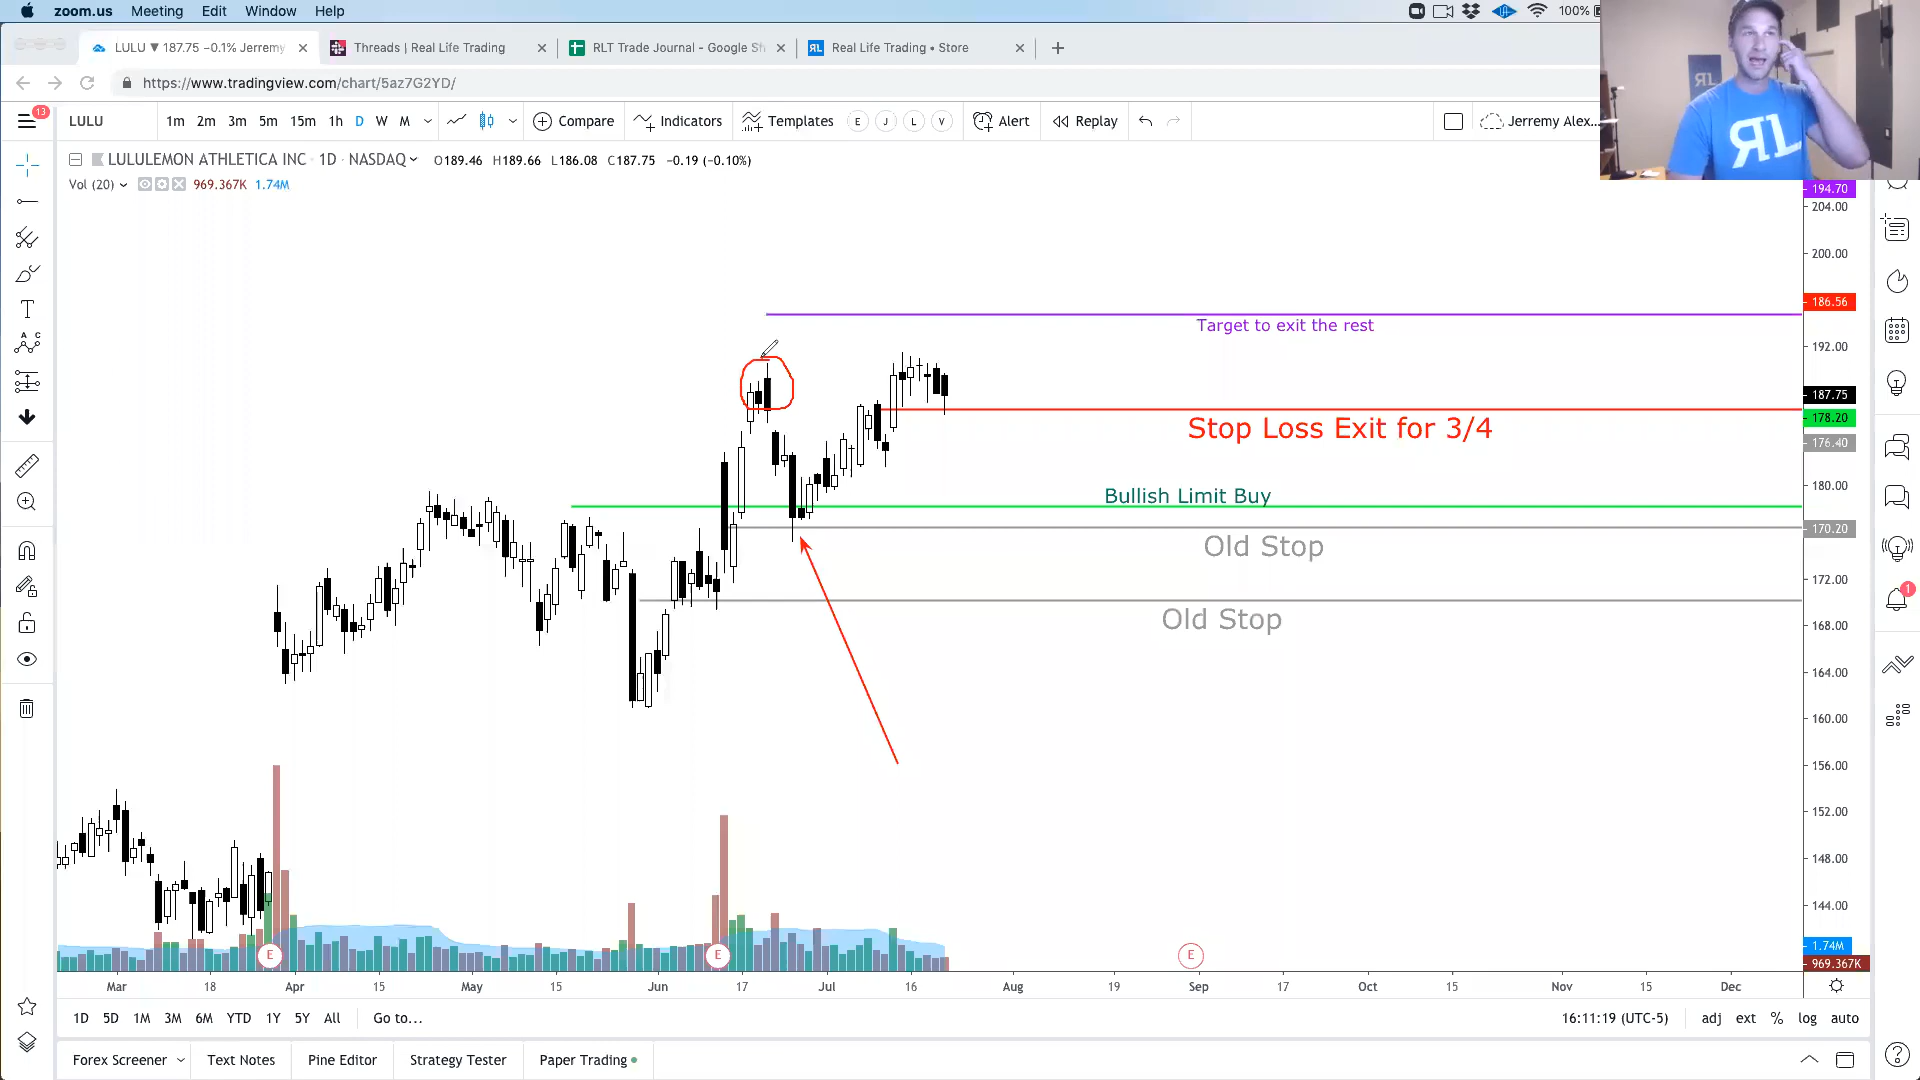 zoom.us Meeting Edit Window Help 100%
LULU ▼ 187.75 −0.1% Jerremy
Threads | Real Life Trading
RLT Trade Journal - Google Sh
RL Real Life Trading • Store
https://www.tradingview.com/chart/5az7G2YD/
13
LULU 1m 2m 3m 5m 15m 1h D W M Compare Indicators Templates E J L V Alert Replay Jerremy Alex...
LULULEMON ATHLETICA INC · 1D · NASDAQ O189.46 H189.66 L186.08 C187.75 −0.19 (−0.10%)
Vol (20) 969.367K 1.74M
RL
194.70
204.00
200.00
186.56
Target to exit the rest
192.00
187.75
178.20
Stop Loss Exit for 3/4
176.40
180.00
Bullish Limit Buy
170.20
Old Stop
172.00
1
Old Stop
168.00
164.00
160.00
156.00
152.00
148.00
144.00
1.74M
E E E
969.367K
Mar 18 Apr 15 May 15 Jun 17 Jul 16 Aug 19 Sep 17 Oct 15 Nov 15 Dec
1D 5D 1M 3M 6M YTD 1Y 5Y All Go to... 16:11:19 (UTC-5) adj ext % log auto
Forex Screener Text Notes Pine Editor Strategy Tester Paper Trading